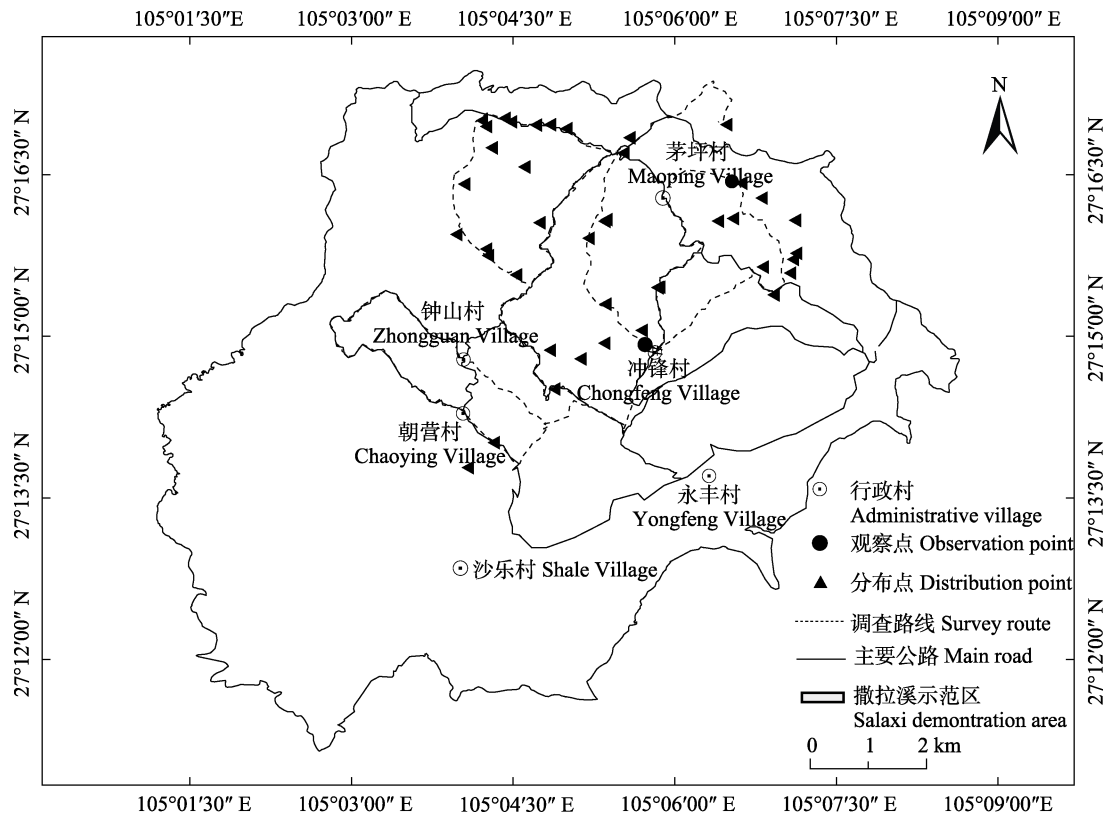 105°01′30″ E 105°03′00″ E 105°04′30″ E 105°06′00″ E 105°07′30″ E 105°09′00″ E
N
27°16′30″ N
27°15′00″ N
27°13′30″ N
27°12′00″ N
27°16′30″ N
27°15′00″ N
27°13′30″ N
27°12′00″ N
茅坪村
Maoping Village
钟山村
Zhongguan Village
冲锋村
Chongfeng Village
朝营村
Chaoying Village
永丰村
Yongfeng Village
沙乐村 Shale Village
行政村
Administrative village
观察点 Observation point
分布点 Distribution point
调查路线 Survey route
主要公路 Main road
撒拉溪示范区
Salaxi demontration area
0 1 2 km
105°01′30″ E 105°03′00″ E 105°04′30″ E 105°06′00″ E 105°07′30″ E 105°09′00″ E